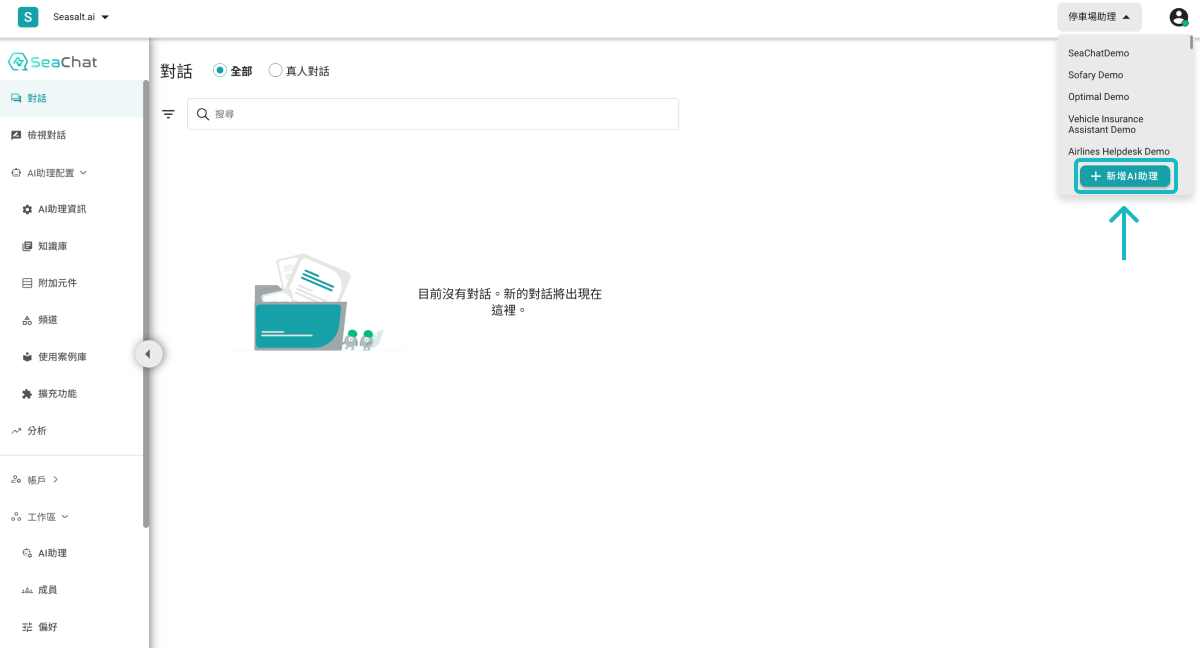 S
Seasalt.ai
停車場助理
SeaChat
對話
檢視對話
AI助理配置
AI助理資訊
知識庫
附加元件
頻道
使用案例庫
擴充功能
分析
帳戶
工作區
AI助理
成員
偏好
對話
全部
真人對話
搜尋
目前沒有對話。新的對話將出現在
這裡。
SeaChatDemo
Sofary Demo
Optimal Demo
Vehicle Insurance
Assistant Demo
Airlines Helpdesk Demo
新增AI助理